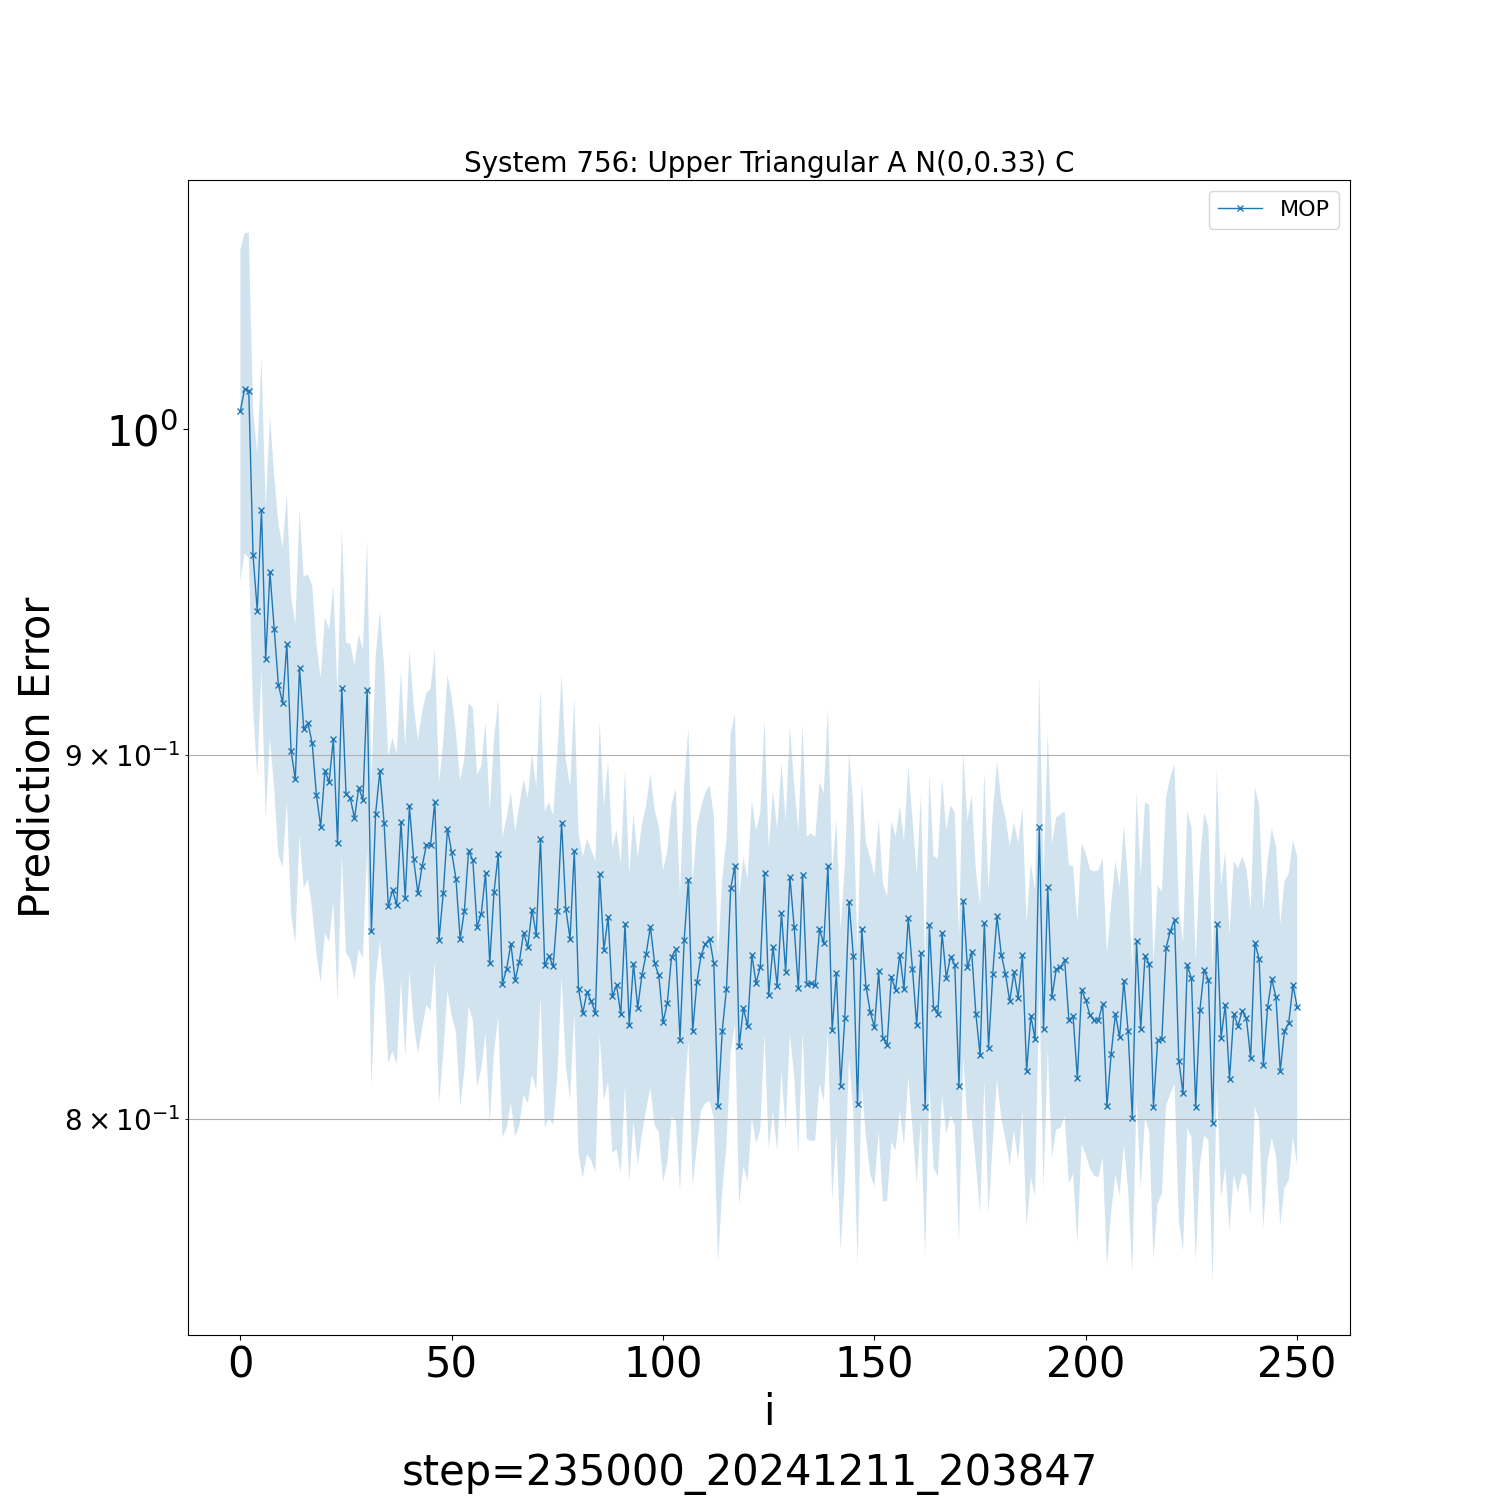 System 756: Upper Triangular A N(0,0.33) C
MOP
Prediction Error
10⁰
9 × 10⁻¹
8 × 10⁻¹
0 50 100 150 200 250
i
step=235000_20241211_203847